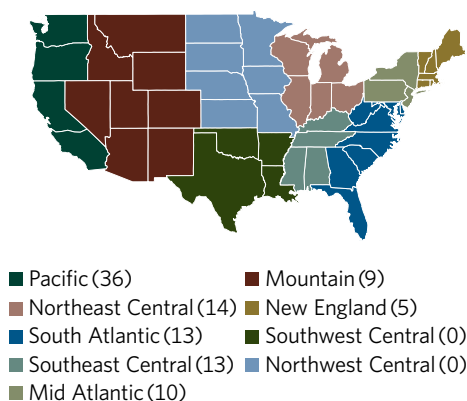 Pacific (36)
Northeast Central (14)
South Atlantic (13)
Southeast Central (13)
Mid Atlantic (10)
Mountain (9)
New England (5)
Southwest Central (0)
Northwest Central (0)